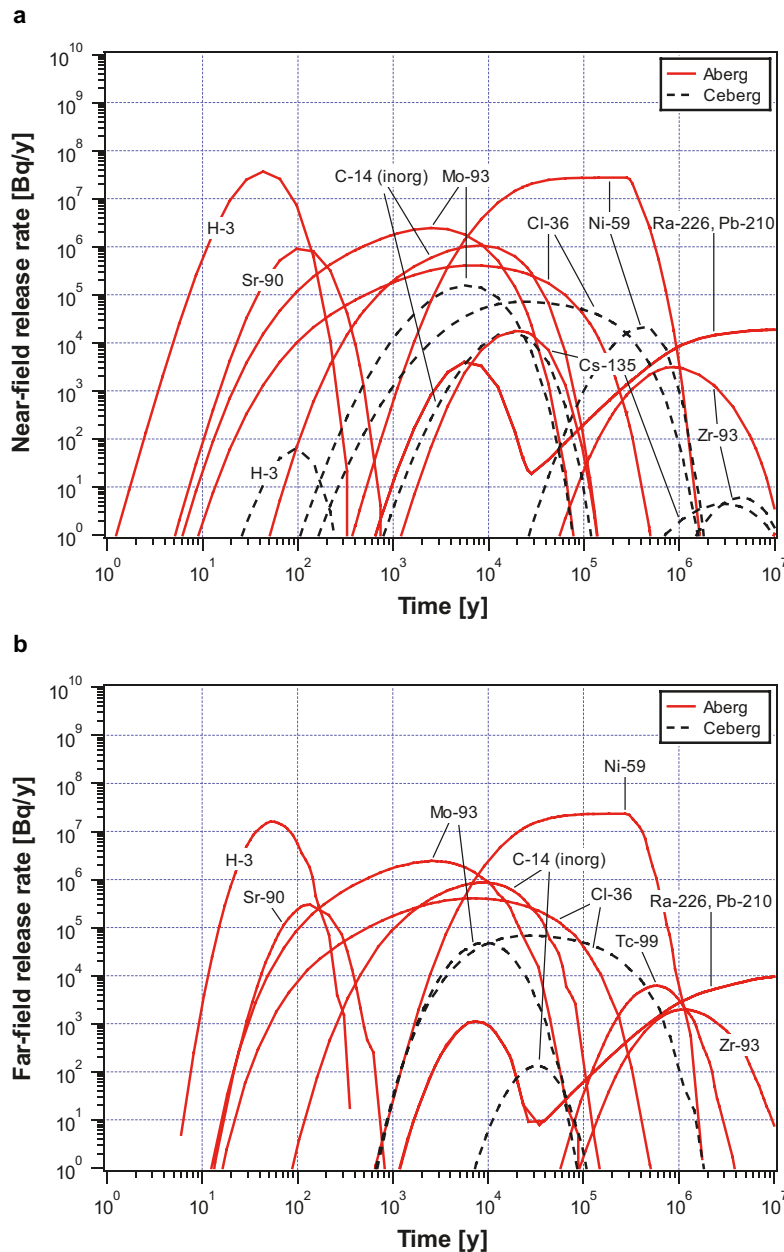 a
Near-field release rate [Bq/y]
10^10
10^9
10^8
10^7
10^6
10^5
10^4
10^3
10^2
10^1
10^0
Aberg
Ceberg
C-14 (inorg)
Mo-93
H-3
Cl-36
Ni-59
Ra-226, Pb-210
Sr-90
Cs-135
Zr-93
H-3
10^0 10^1 10^2 10^3 10^4 10^5 10^6 10^7
Time [y]
b
Far-field release rate [Bq/y]
10^10
10^9
10^8
10^7
10^6
10^5
10^4
10^3
10^2
10^1
10^0
Aberg
Ceberg
Ni-59
Mo-93
H-3
C-14 (inorg)
Sr-90
Cl-36
Ra-226, Pb-210
Tc-99
Zr-93
10^0 10^1 10^2 10^3 10^4 10^5 10^6 10^7
Time [y]